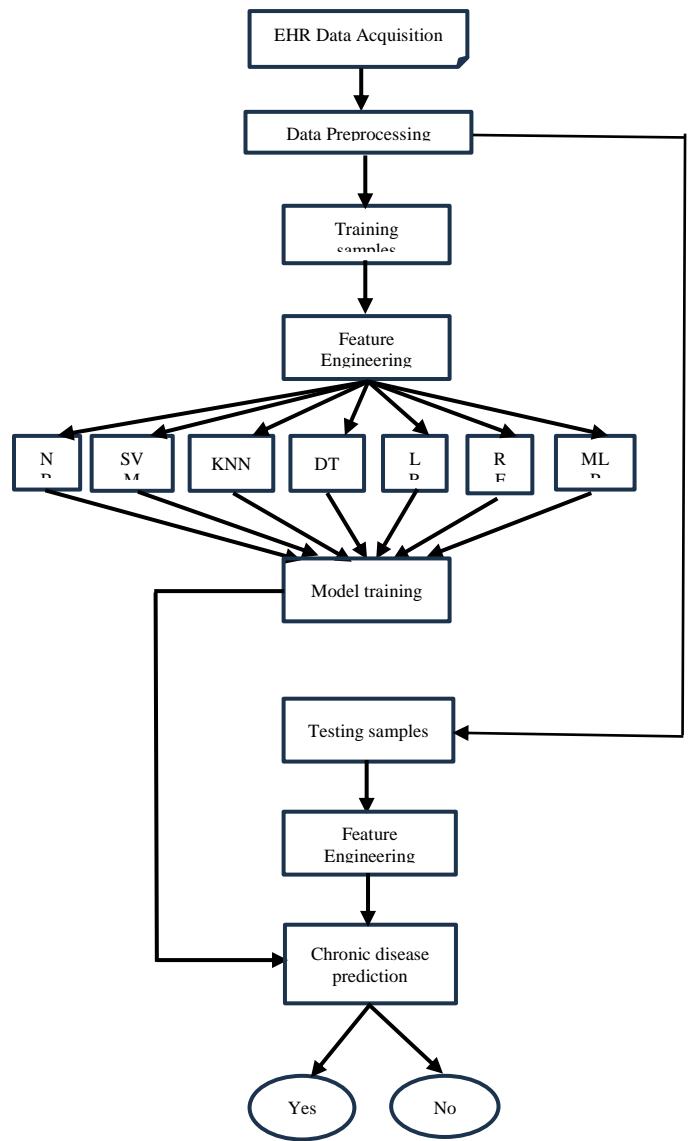 EHR Data Acquisition
Data Preprocessing
Training
samples
Feature
Engineering
N
SV
M
KNN
DT
L
R
ML
Model training
Testing samples
Feature
Engineering
Chronic disease
prediction
Yes
No